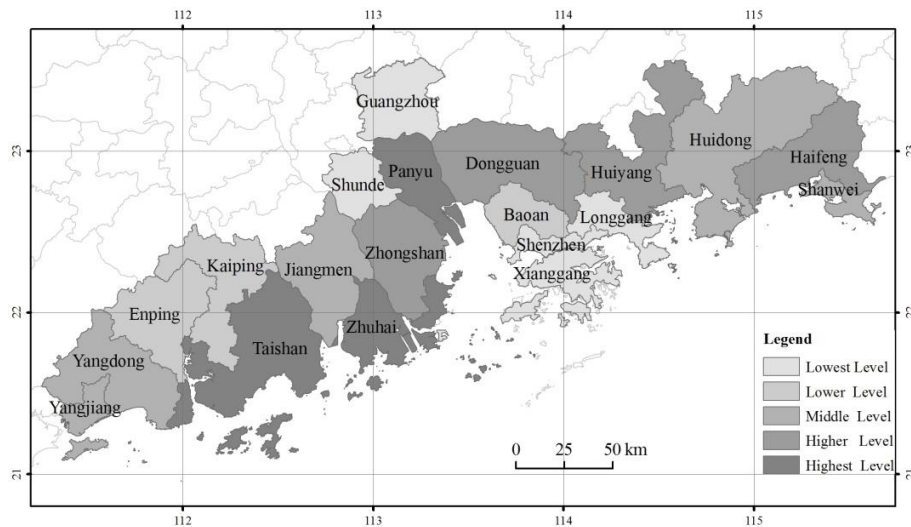 112 113 114 115
Guangzhou
23 23
Huidong
Panyu Dongguan Haifeng
Shunde Huiyang
Shanwei
Baoan Longgang
Shenzhen
Zhongshan
Kaiping Jiangmen Xianggang
22 22
Enping
Zhuhai
Taishan
Yangdong
Yangjiang
Legend
Lowest Level
Lower Level
Middle Level
Higher Level
Highest Level
0 25 50 km
21 21
112 113 114 115